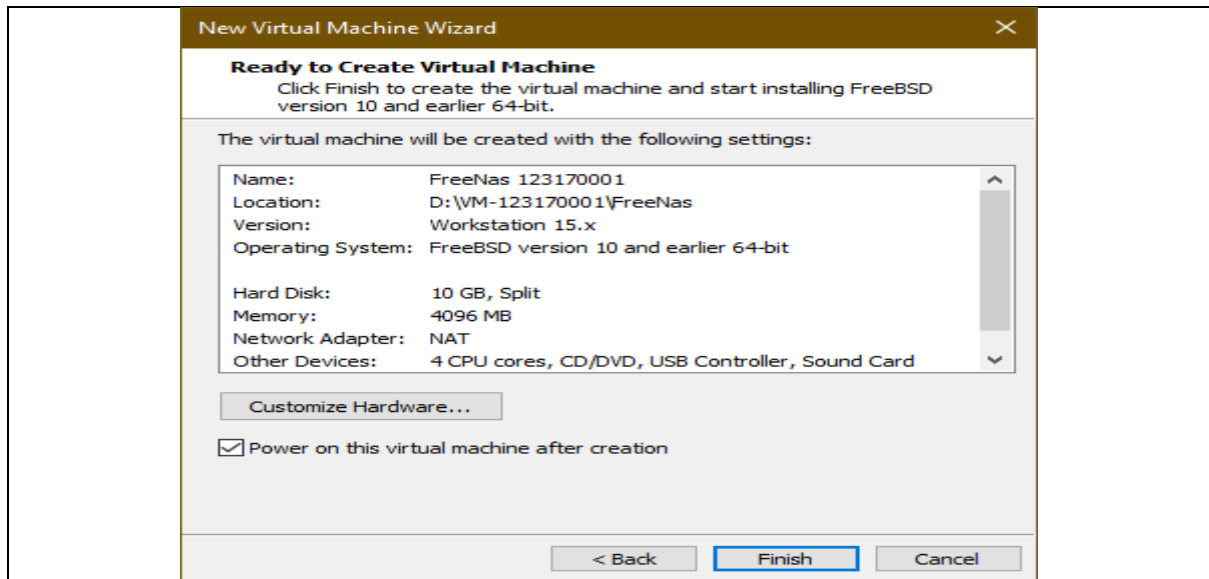 New Virtual Machine Wizard
Ready to Create Virtual Machine
Click Finish to create the virtual machine and start installing FreeBSD
version 10 and earlier 64-bit.
The virtual machine will be created with the following settings:
Name: FreeNas 123170001
Location: D:\VM-123170001\FreeNas
Version: Workstation 15.x
Operating System: FreeBSD version 10 and earlier 64-bit
Hard Disk: 10 GB, Split
Memory: 4096 MB
Network Adapter: NAT
Other Devices: 4 CPU cores, CD/DVD, USB Controller, Sound Card
Customize Hardware...
Power on this virtual machine after creation
< Back Finish Cancel